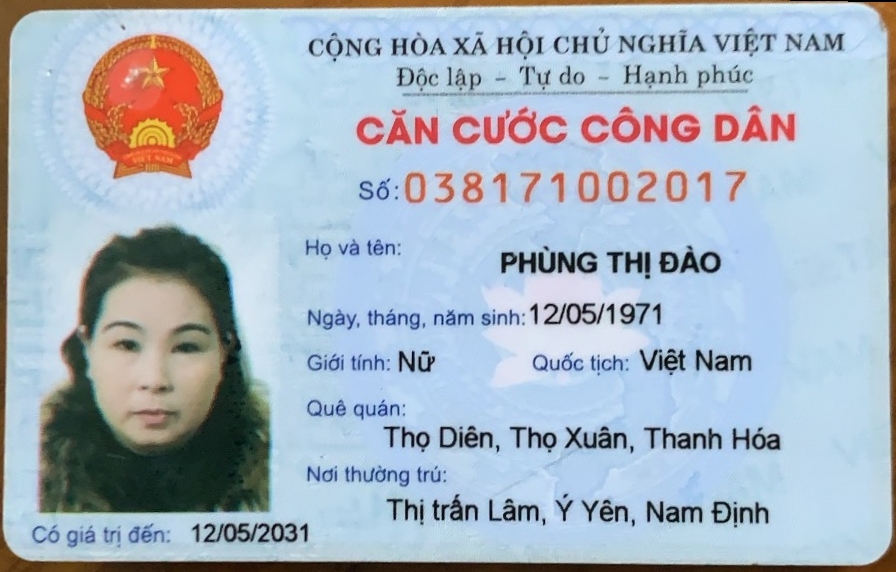 CỘNG HÒA XÃ HỘI CHỦ NGHĨA VIỆT NAM
Độc lập - Tự do - Hạnh phúc
CĂN CƯỚC CÔNG DÂN
Số: 038171002017
Họ và tên:
PHÙNG THỊ ĐÀO
Ngày, tháng, năm sinh: 12/05/1971
Giới tính: Nữ Quốc tịch: Việt Nam
Quê quán:
Thọ Diên, Thọ Xuân, Thanh Hóa
Nơi thường trú:
Thị trấn Lâm, Ý Yên, Nam Định
Có giá trị đến: 12/05/2031
VIỆT NAM